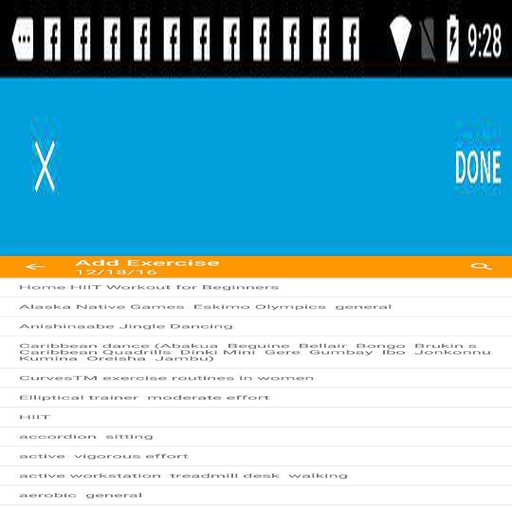 9:28
X
DONE
Add Exercise
12/18/16
Home HIIT Workout for Beginners
Alaska Native Games Eskimo Olympics general
Anishinaabe Jingle Dancing
Caribbean dance (Abakua Beguine Bellair Bongo Brukin s
Caribbean Quadrills Dinki Mini Gere Gumbay Ibo Jonkonnu
Kumina Oreisha Jambu)
CurvesTM exercise routines in women
Elliptical trainer moderate effort
HIIT
accordion sitting
active vigorous effort
active workstation treadmill desk walking
aerobic general